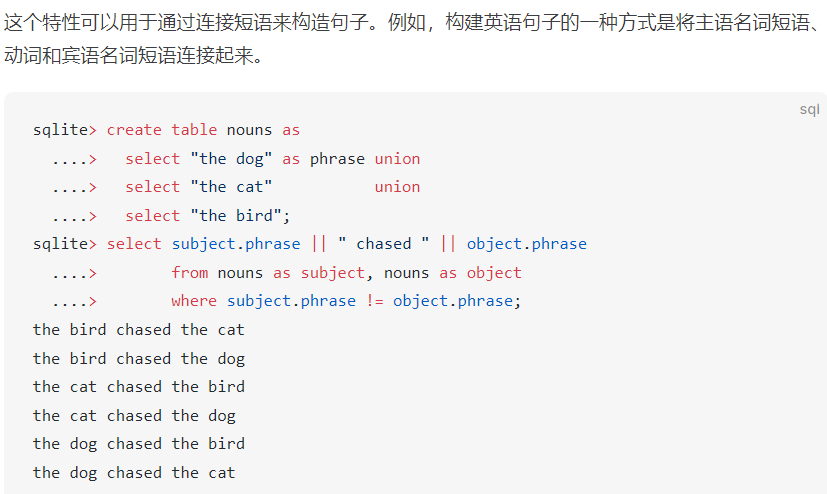 这个特性可以用于通过连接短语来构造句子。例如，构建英语句子的一种方式是将主语名词短语、
动词和宾语名词短语连接起来。
sql
sqlite> create table nouns as
  ....>   select "the dog" as phrase union
  ....>   select "the cat"           union
  ....>   select "the bird";
sqlite> select subject.phrase || " chased " || object.phrase
  ....>        from nouns as subject, nouns as object
  ....>        where subject.phrase != object.phrase;
the bird chased the cat
the bird chased the dog
the cat chased the bird
the cat chased the dog
the dog chased the bird
the dog chased the cat